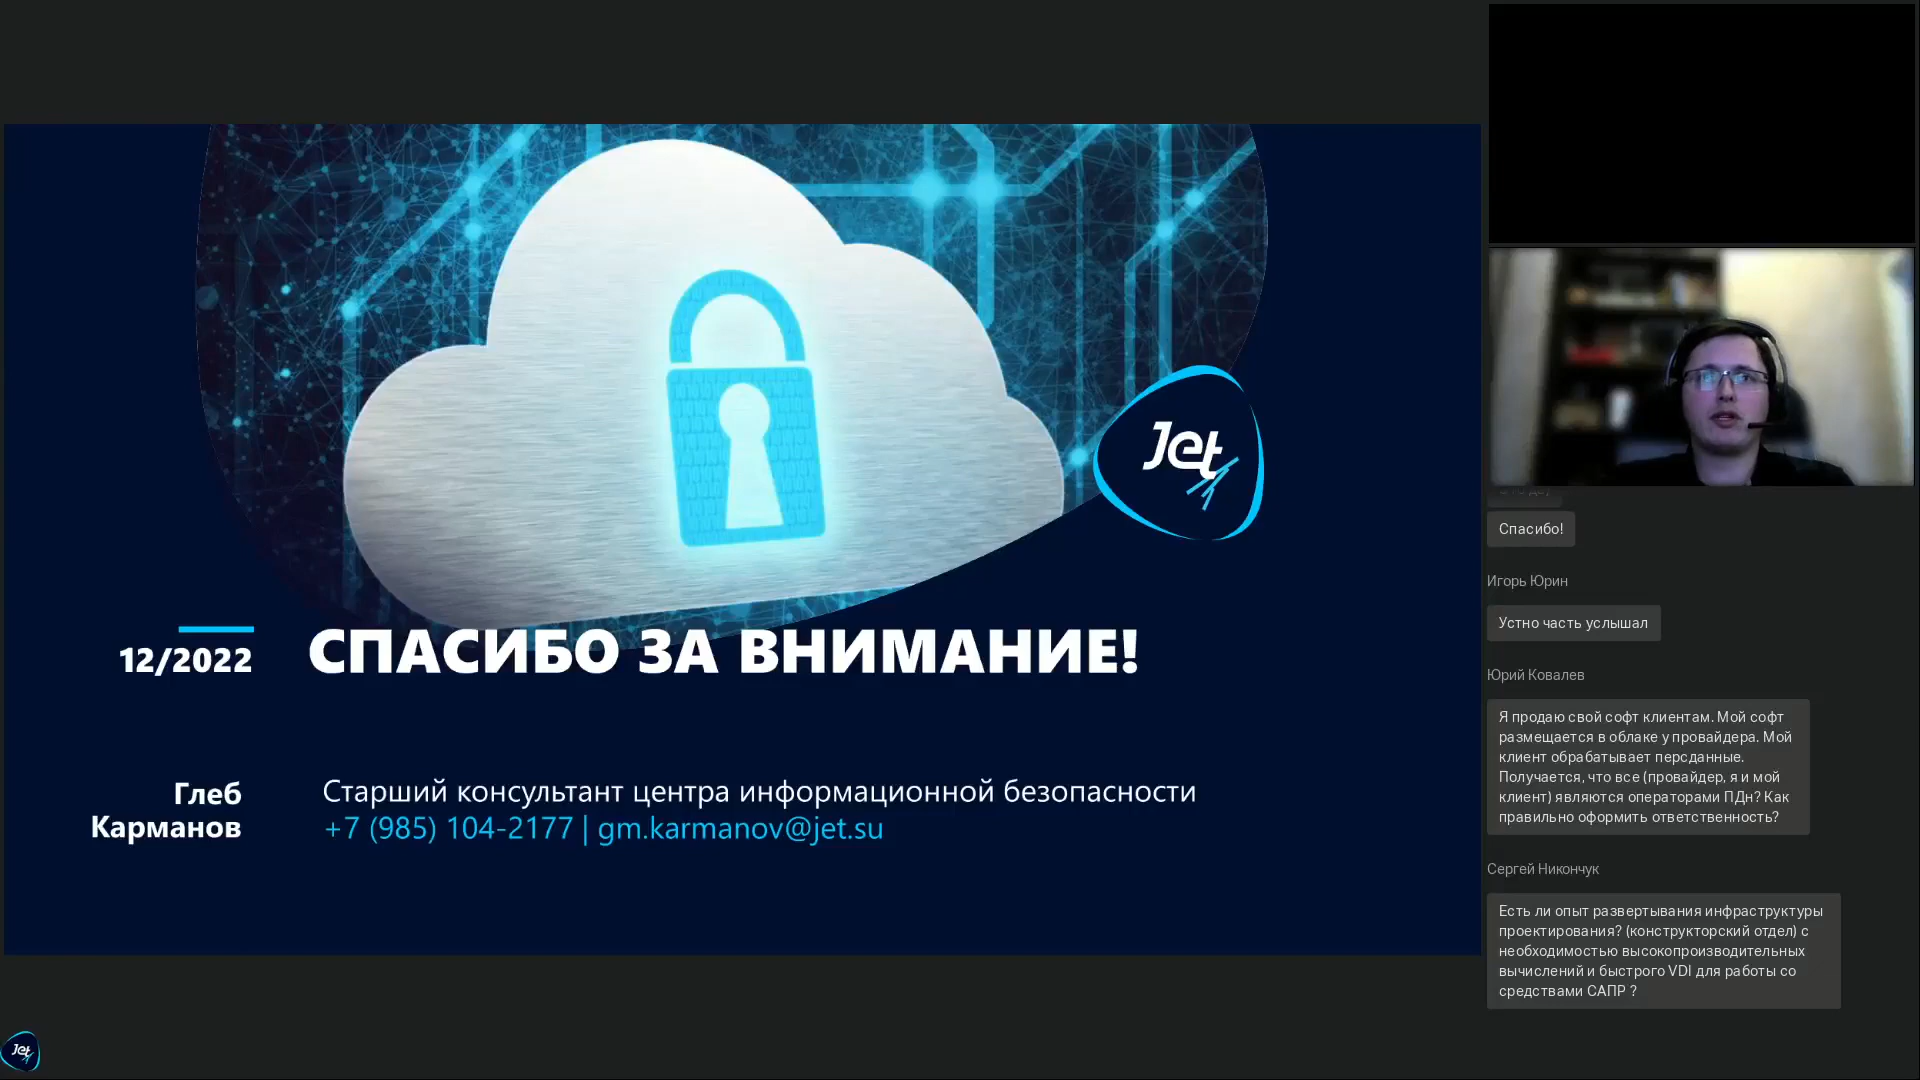 Jet
12/2022
СПАСИБО ЗА ВНИМАНИЕ!
Глеб
Карманов
Старший консультант центра информационной безопасности
+7 (985) 104-2177 | gm.karmanov@jet.su
Jet
Спасибо!
Игорь Юрин
Устно часть услышал
Юрий Ковалев
Я продаю свой софт клиентам. Мой софт
размещается в облаке у провайдера. Мой
клиент обрабатывает персданные.
Получается, что все (провайдер, я и мой
клиент) являются операторами ПДн? Как
правильно оформить ответственность?
Сергей Никончук
Есть ли опыт развертывания инфраструктуры
проектирования? (конструкторский отдел) с
необходимостью высокопроизводительных
вычислений и быстрого VDI для работы со
средствами САПР ?